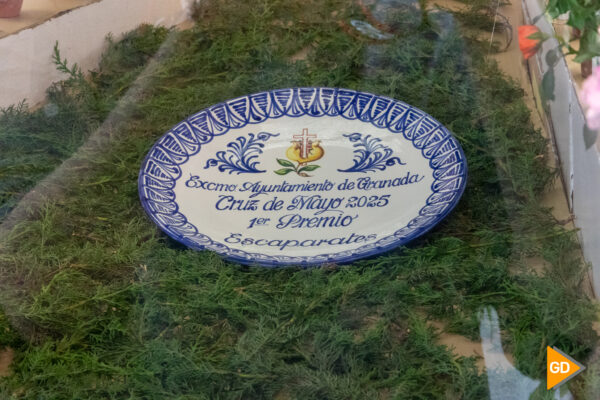 Excmo Ayuntamiento de Granada
Cruz de Mayo 2025
1er. Premio
Escaparates
GD